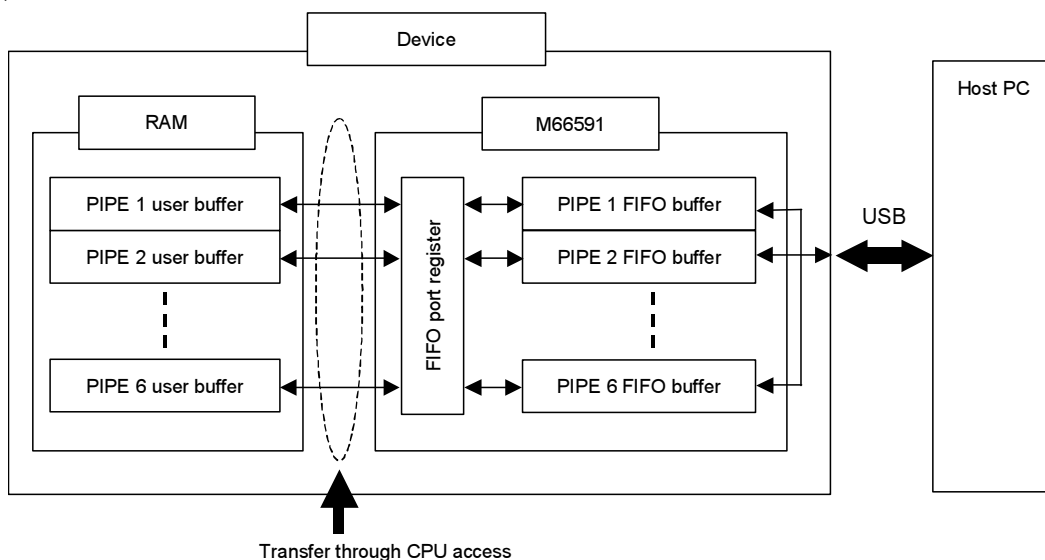 Device
Host PC
RAM
M66591
PIPE 1 user buffer
PIPE 1 FIFO buffer
PIPE 2 user buffer
PIPE 2 FIFO buffer
FIFO port register
USB
PIPE 6 user buffer
PIPE 6 FIFO buffer
Transfer through CPU access